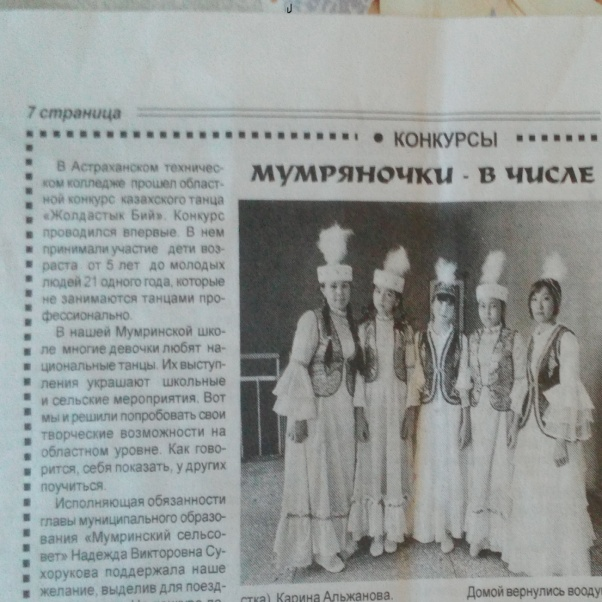 7 страница
• КОНКУРСЫ
МУМРЯНОЧКИ - В ЧИСЛЕ
В Астраханском техничес-
ком колледже прошел област-
ной конкурс казахского танца
«Жолдастык Бий». Конкурс
проводился впервые. В нем
принимали участие дети воз-
раста от 5 лет до молодых
людей 21 одного года, которые
не занимаются танцами про-
фессионально.
В нашей Мумринской шко-
ле многие девочки любят на-
циональные танцы. Их выступ-
ления украшают школьные
и сельские мероприятия. Вот
мы и решили попробовать свои
творческие возможности на
областном уровне. Как гово-
рится, себя показать, у других
поучиться.
Исполняющая обязанности
главы муниципального образо-
вания «Мумринский сельсо-
вет» Надежда Викторовна Су-
хорукова поддержала наше
желание, выделив для поезд-
стка), Карина Альжанова.
Домой вернулись